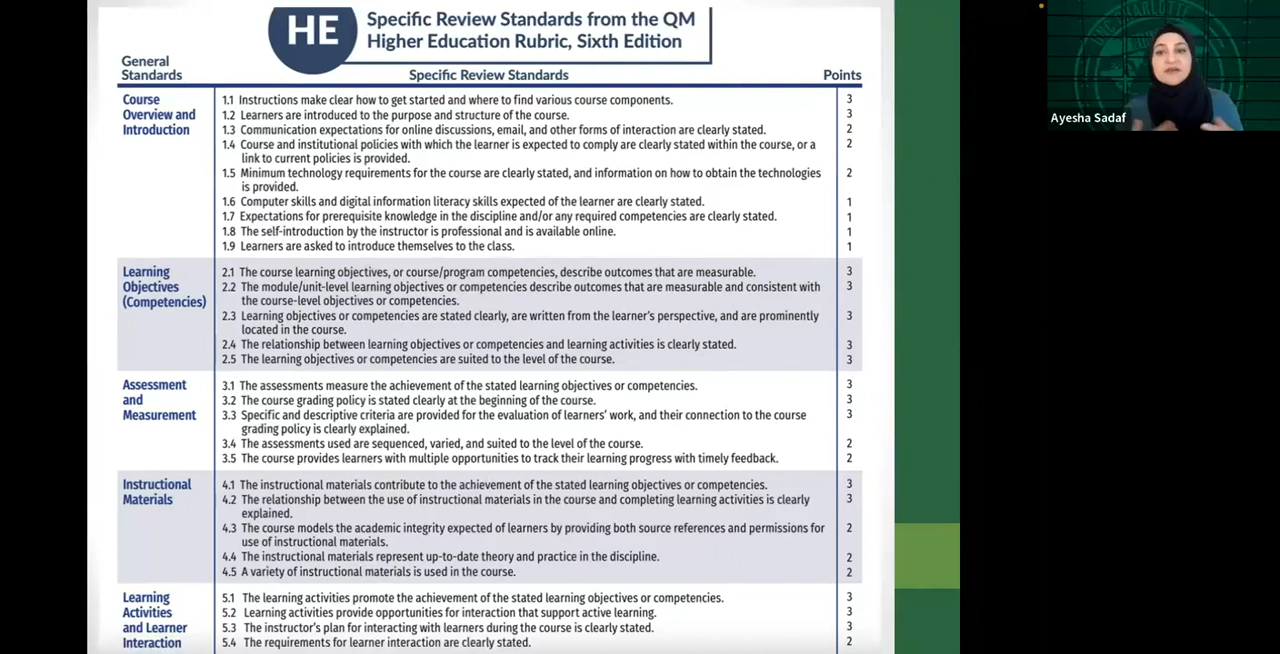 HE
Specific Review Standards from the QM
Higher Education Rubric, Sixth Edition
General
Standards
Specific Review Standards
Points
Course
Overview and
Introduction
1.1 Instructions make clear how to get started and where to find various course components. 3
1.2 Learners are introduced to the purpose and structure of the course. 3
1.3 Communication expectations for online discussions, email, and other forms of interaction are clearly stated. 2
1.4 Course and institutional policies with which the learner is expected to comply are clearly stated within the course, or a 2
link to current policies is provided.
1.5 Minimum technology requirements for the course are clearly stated, and information on how to obtain the technologies 2
is provided.
1.6 Computer skills and digital information literacy skills expected of the learner are clearly stated. 1
1.7 Expectations for prerequisite knowledge in the discipline and/or any required competencies are clearly stated. 1
1.8 The self-introduction by the instructor is professional and is available online. 1
1.9 Learners are asked to introduce themselves to the class. 1
Learning
Objectives
(Competencies)
2.1 The course learning objectives, or course/program competencies, describe outcomes that are measurable. 3
2.2 The module/unit-level learning objectives or competencies describe outcomes that are measurable and consistent with 3
the course-level objectives or competencies.
2.3 Learning objectives or competencies are stated clearly, are written from the learner's perspective, and are prominently 3
located in the course.
2.4 The relationship between learning objectives or competencies and learning activities is clearly stated. 3
2.5 The learning objectives or competencies are suited to the level of the course. 3
Assessment
and
Measurement
3.1 The assessments measure the achievement of the stated learning objectives or competencies. 3
3.2 The course grading policy is stated clearly at the beginning of the course. 3
3.3 Specific and descriptive criteria are provided for the evaluation of learners' work, and their connection to the course 3
grading policy is clearly explained.
3.4 The assessments used are sequenced, varied, and suited to the level of the course. 2
3.5 The course provides learners with multiple opportunities to track their learning progress with timely feedback. 2
Instructional
Materials
4.1 The instructional materials contribute to the achievement of the stated learning objectives or competencies. 3
4.2 The relationship between the use of instructional materials in the course and completing learning activities is clearly 3
explained.
4.3 The course models the academic integrity expected of learners by providing both source references and permissions for 2
use of instructional materials.
4.4 The instructional materials represent up-to-date theory and practice in the discipline. 2
4.5 A variety of instructional materials is used in the course. 2
Learning
Activities
and Learner
Interaction
5.1 The learning activities promote the achievement of the stated learning objectives or competencies. 3
5.2 Learning activities provide opportunities for interaction that support active learning. 3
5.3 The instructor's plan for interacting with learners during the course is clearly stated. 3
5.4 The requirements for learner interaction are clearly stated. 2
Ayesha Sadaf